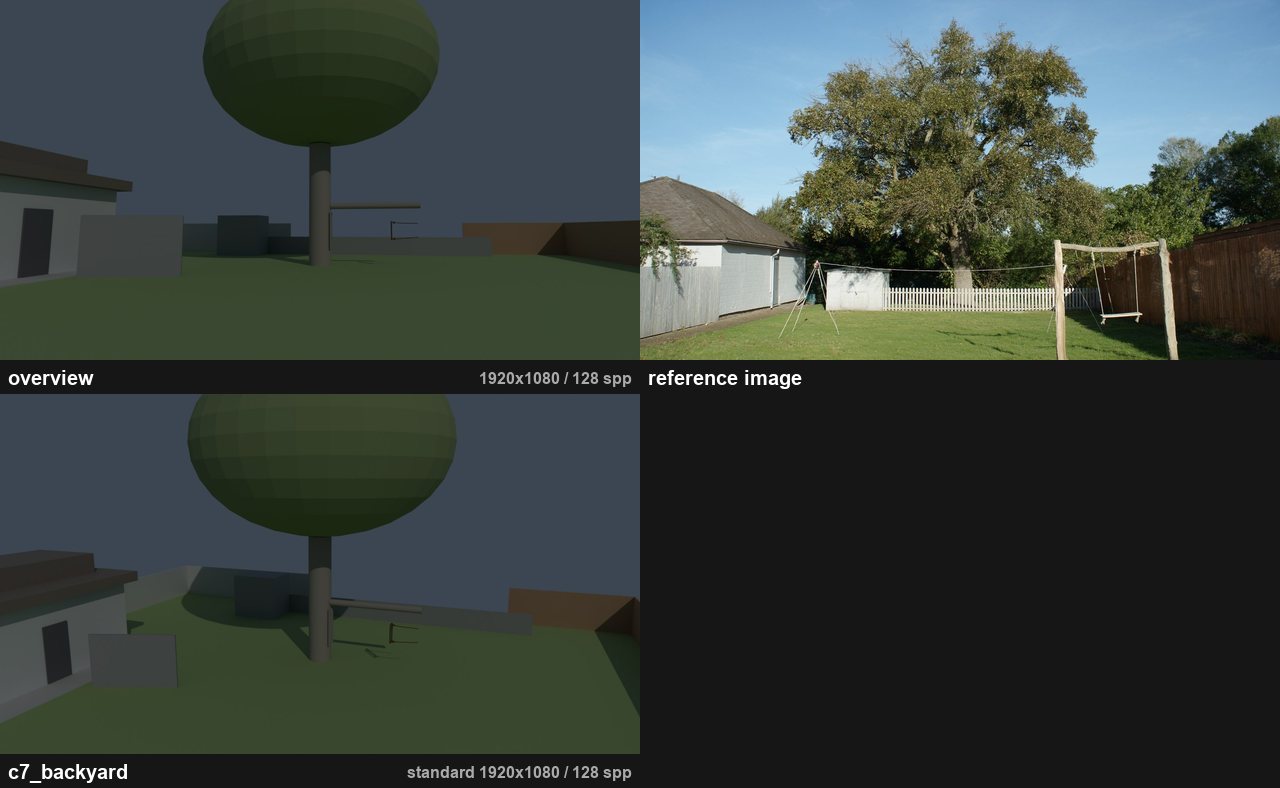 overview
1920x1080 / 128 spp
reference image
c7_backyard
standard 1920x1080 / 128 spp